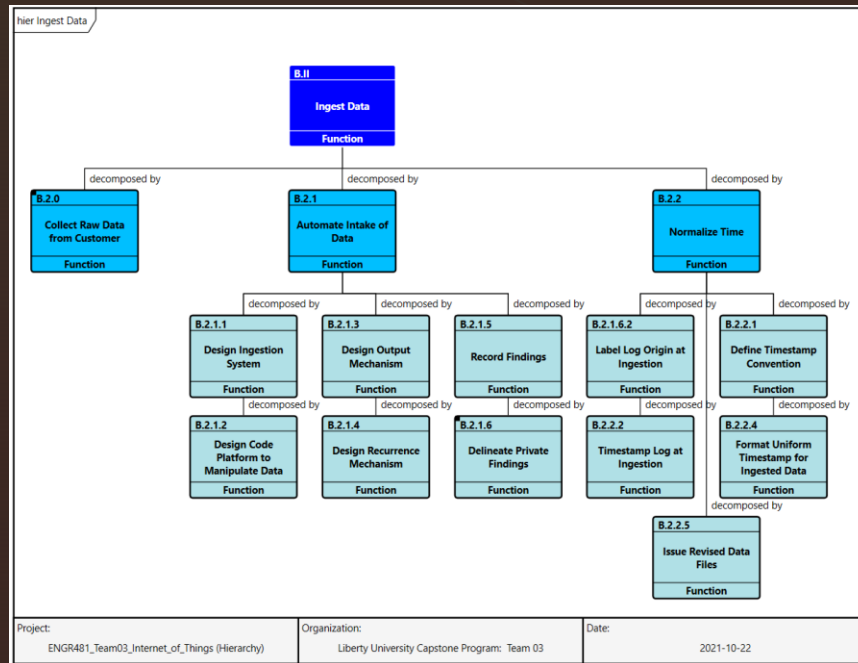 hier Ingest Data
B.II
Ingest Data
Function
decomposed by
decomposed by
decomposed by
B.2.0
Collect Raw Data
from Customer
Function
B.2.1
Automate Intake of
Data
Function
B.2.2
Normalize Time
Function
decomposed by
decomposed by
decomposed by
decomposed by
decomposed by
B.2.1.1
Design Ingestion
System
Function
B.2.1.3
Design Output
Mechanism
Function
B.2.1.5
Record Findings
Function
B.2.1.6.2
Label Log Origin at
Ingestion
Function
B.2.2.1
Define Timestamp
Convention
Function
decomposed by
decomposed by
decomposed by
decomposed by
decomposed by
B.2.1.2
Design Code
Platform to
Manipulate Data
Function
B.2.1.4
Design Recurrence
Mechanism
Function
B.2.1.6
Delineate Private
Findings
Function
B.2.2.2
Timestamp Log at
Ingestion
Function
B.2.2.4
Format Uniform
Timestamp for
Ingested Data
Function
decomposed by
B.2.2.5
Issue Revised Data
Files
Function
Project:
ENGR481_Team03_Internet_of_Things (Hierarchy)
Organization:
Liberty University Capstone Program: Team 03
Date:
2021-10-22